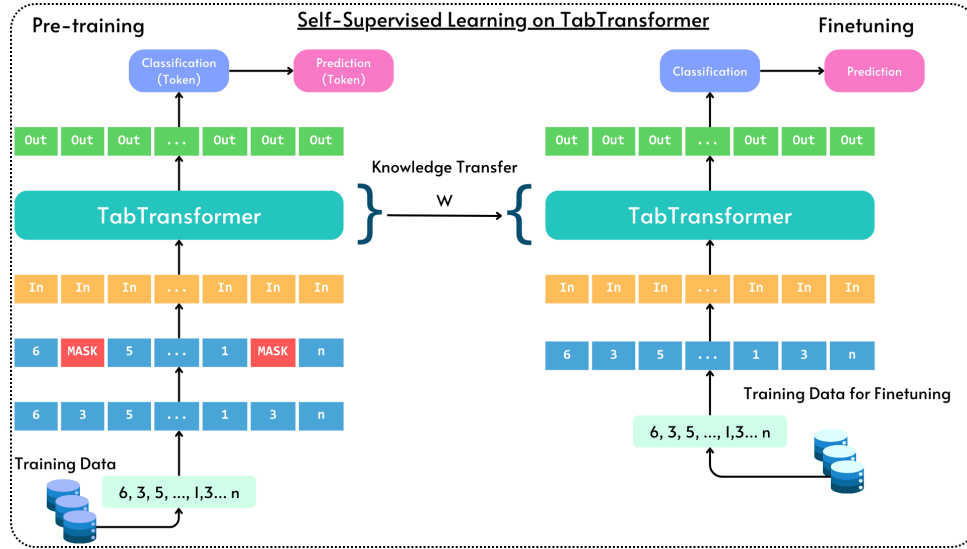 Self-Supervised Learning on TabTransformer
Pre-training
Classification
(Token)
Prediction
(Token)
Out Out Out ... Out Out Out
TabTransformer
In In In ... In In In
6 MASK 5 ... 1 MASK n
6 3 5 ... 1 3 n
Training Data
6, 3, 5, ..., 1,3... n
Knowledge Transfer
W
Finetuning
Classification
Prediction
Out Out Out ... Out Out Out
TabTransformer
In In In ... In In In
6 3 5 ... 1 3 n
Training Data for Finetuning
6, 3, 5, ..., 1,3... n